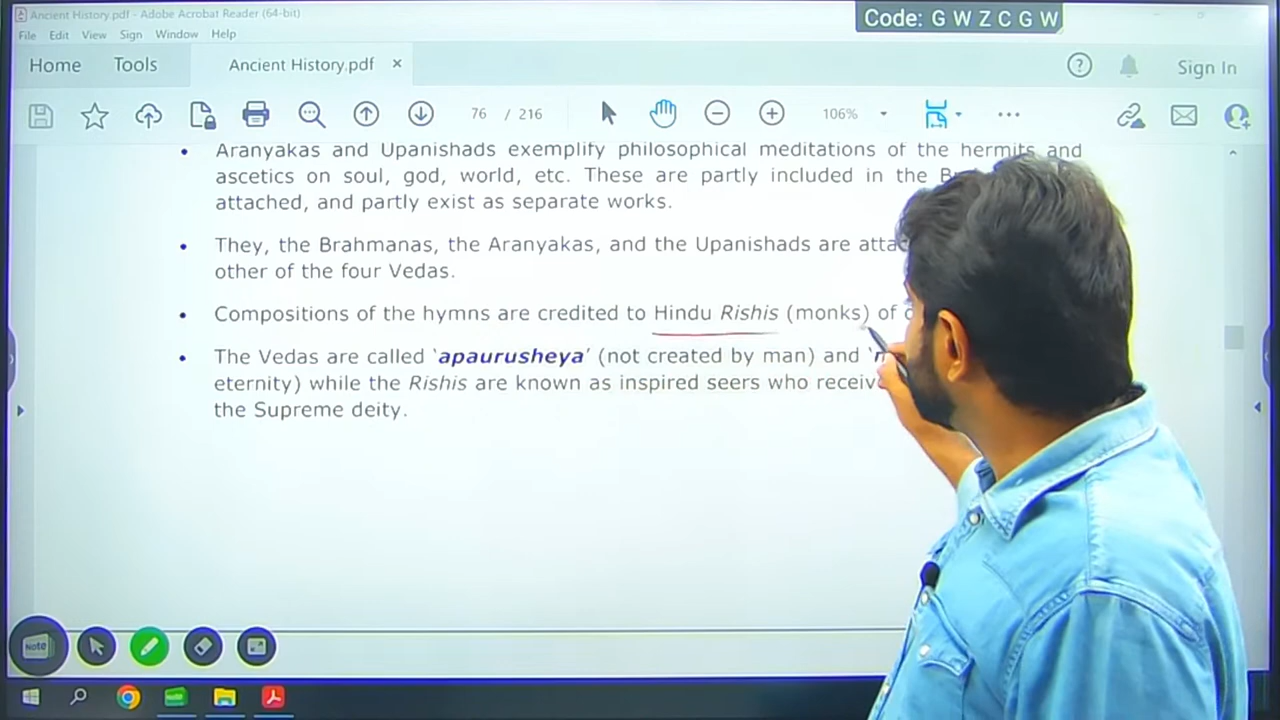 Ancient History.pdf - Adobe Acrobat Reader (64-bit)
Code: G W Z C G W
File Edit View Sign Window Help
Home Tools Ancient History.pdf × Sign In
76 / 216 106%
• Aranyakas and Upanishads exemplify philosophical meditations of the hermits and
ascetics on soul, god, world, etc. These are partly included in the
attached, and partly exist as separate works.
• They, the Brahmanas, the Aranyakas, and the Upanishads are
other of the four Vedas.
• Compositions of the hymns are credited to Hindu Rishis (monks) of
• The Vedas are called ‘apaurusheya’ (not created by man) and
eternity) while the Rishis are known as inspired seers who
the Supreme deity.
Note